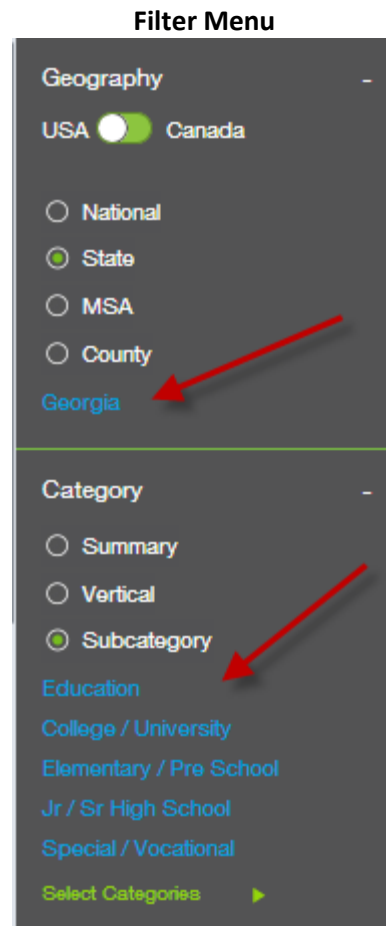 Filter Menu
Geography -
USA Canada
National
State
MSA
County
Georgia
Category -
Summary
Vertical
Subcategory
Education
College / University
Elementary / Pre School
Jr / Sr High School
Special / Vocational
Select Categories